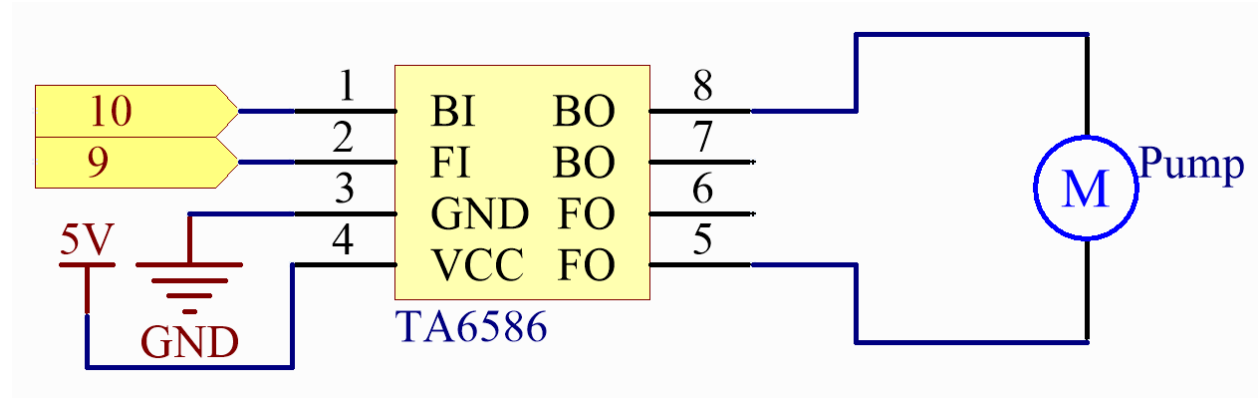 10 1 BI BO 8
9 2 FI BO 7
3 GND FO 6
5V 4 VCC FO 5
GND
TA6586
M Pump